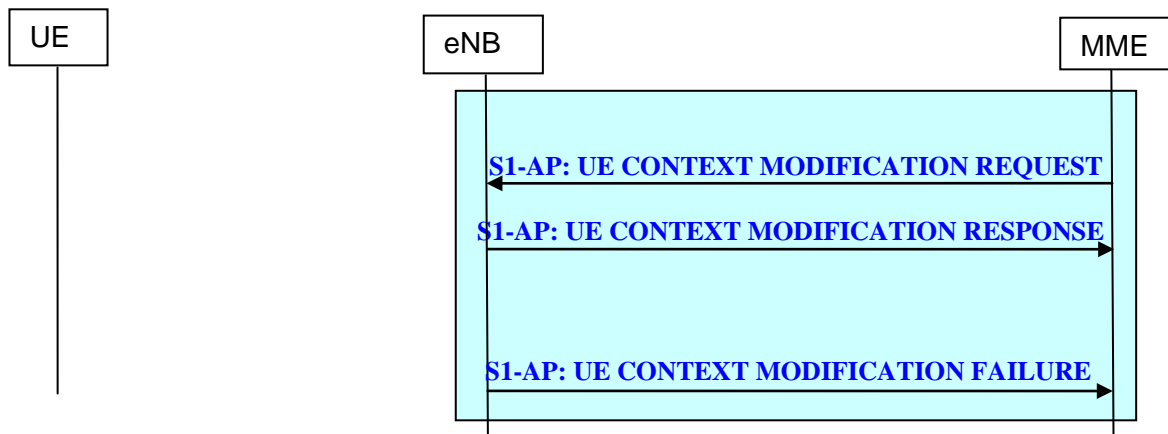 UE
eNB
MME
S1-AP: UE CONTEXT MODIFICATION REQUEST
S1-AP: UE CONTEXT MODIFICATION RESPONSE
S1-AP: UE CONTEXT MODIFICATION FAILURE